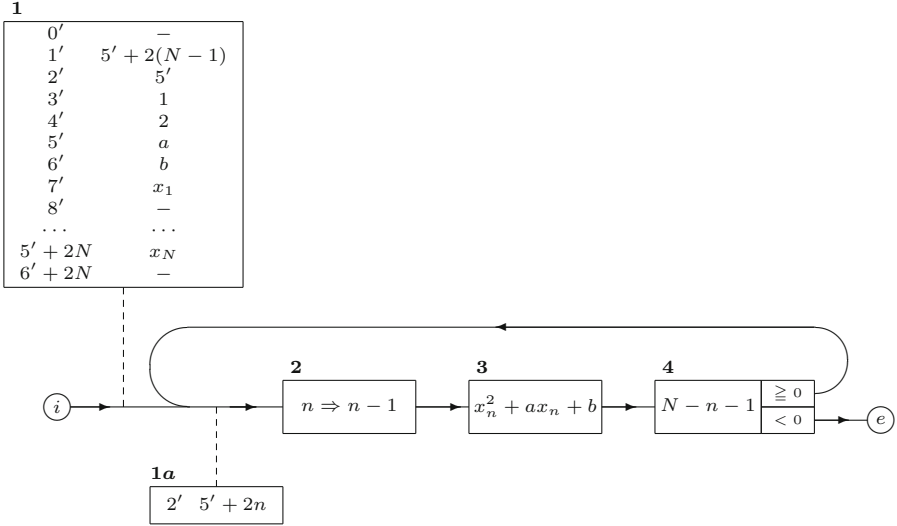 1
0′ −
1′ 5′ + 2(N − 1)
2′ 5′
3′ 1
4′ 2
5′ a
6′ b
7′ x₁
8′ −
... ...
5′ + 2N x_N
6′ + 2N −
i
2
n ⇒ n − 1
3
x_n² + ax_n + b
4
N − n − 1
≧ 0
< 0
e
1a
2′ 5′ + 2n